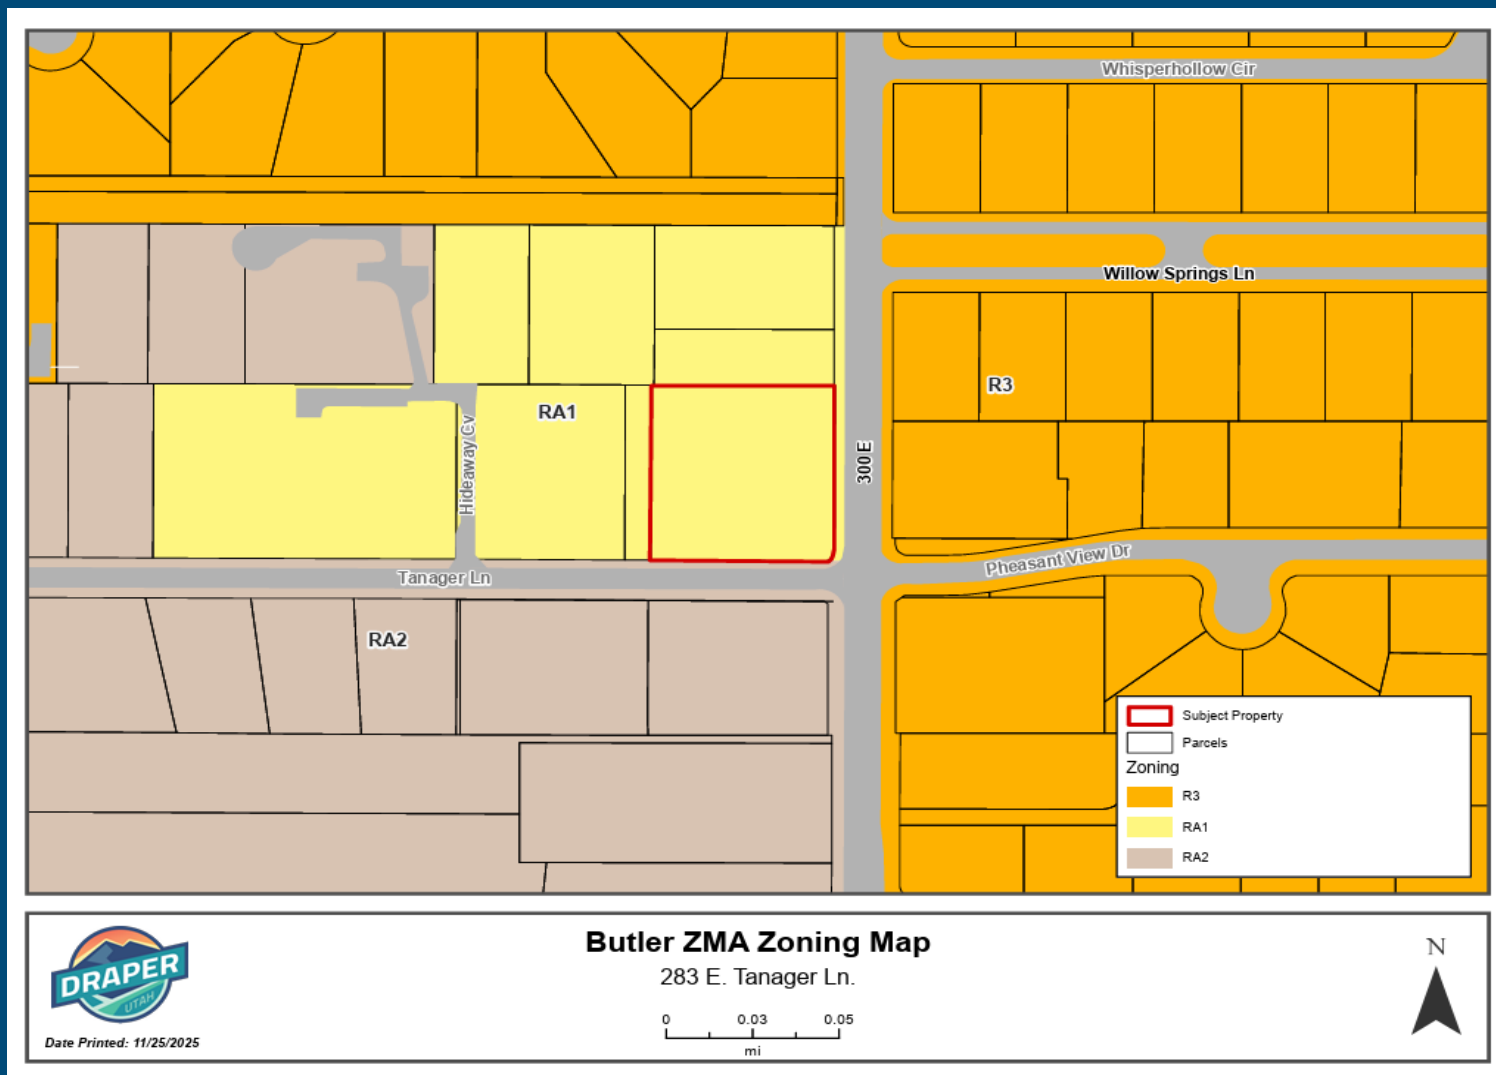 Whisperhollow Cir
Willow Springs Ln
R3
RA1
Hideaway Cv
300 E
Pheasant View Dr
Tanager Ln
RA2
Subject Property
Parcels
Zoning
R3
RA1
RA2
DRAPER
UTAH
Date Printed: 11/25/2025
Butler ZMA Zoning Map
283 E. Tanager Ln.
0 0.03 0.05
mi
N